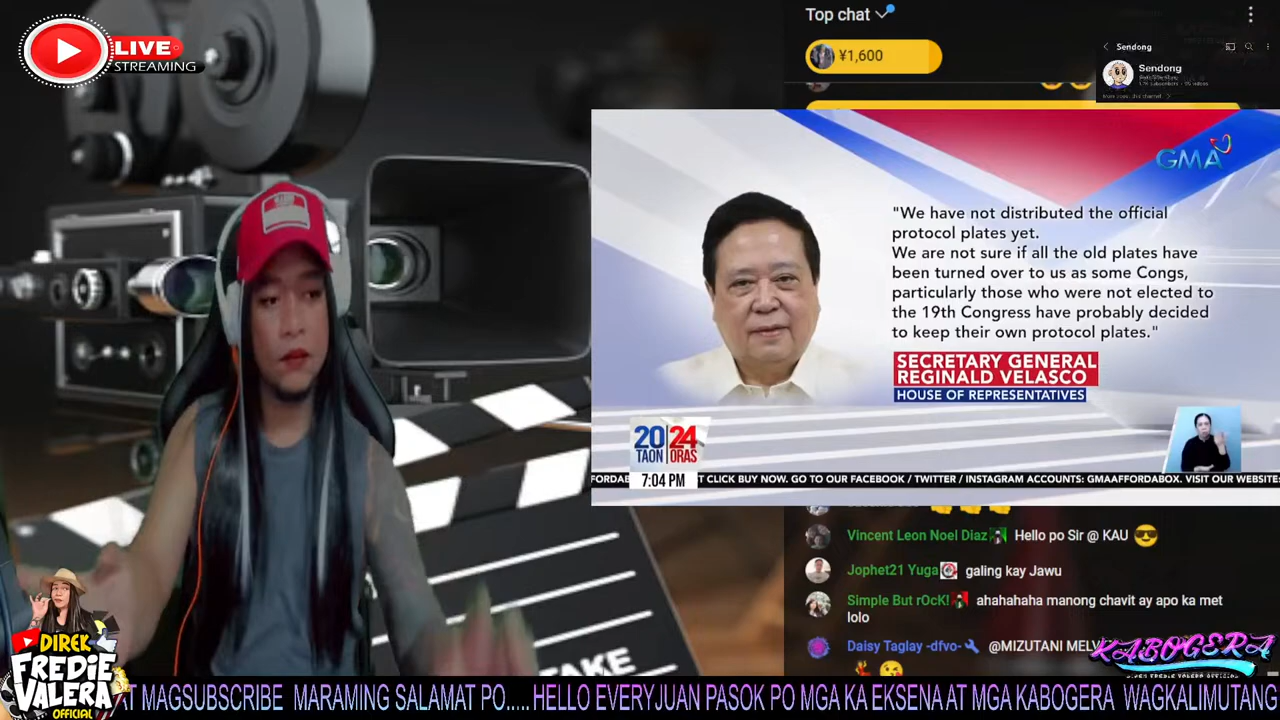 LIVE
STREAMING
Top chat
¥1,600
Sendong
Sendong
GMA
"We have not distributed the official
protocol plates yet.
We are not sure if all the old plates have
been turned over to us as some Congs,
particularly those who were not elected to
the 19th Congress have probably decided
to keep their own protocol plates."
SECRETARY GENERAL
REGINALD VELASCO
HOUSE OF REPRESENTATIVES
20 24
TAON ORAS
7:04 PM
FORDAB
T CLICK BUY NOW. GO TO OUR FACEBOOK / TWITTER / INSTAGRAM ACCOUNTS: GMAAFFORDABOX. VISIT OUR WEBSITE:
Vincent Leon Noel Diaz Hello po Sir @ KAU
Jophet21 Yuga galing kay Jawu
Simple But rOcK! ahahahaha manong chavit ay apo ka met
lolo
Daisy Taglay -dfvo- @MIZUTANI MELV
KABOGERA
DIREK
FREDIE
VALERA
OFFICIAL
TAKE
AT MAGSUBSCRIBE MARAMING SALAMAT PO..... HELLO EVERYJUAN PASOK PO MGA KA EKSENA AT MGA KABOGERA WAGKALIMUTANG